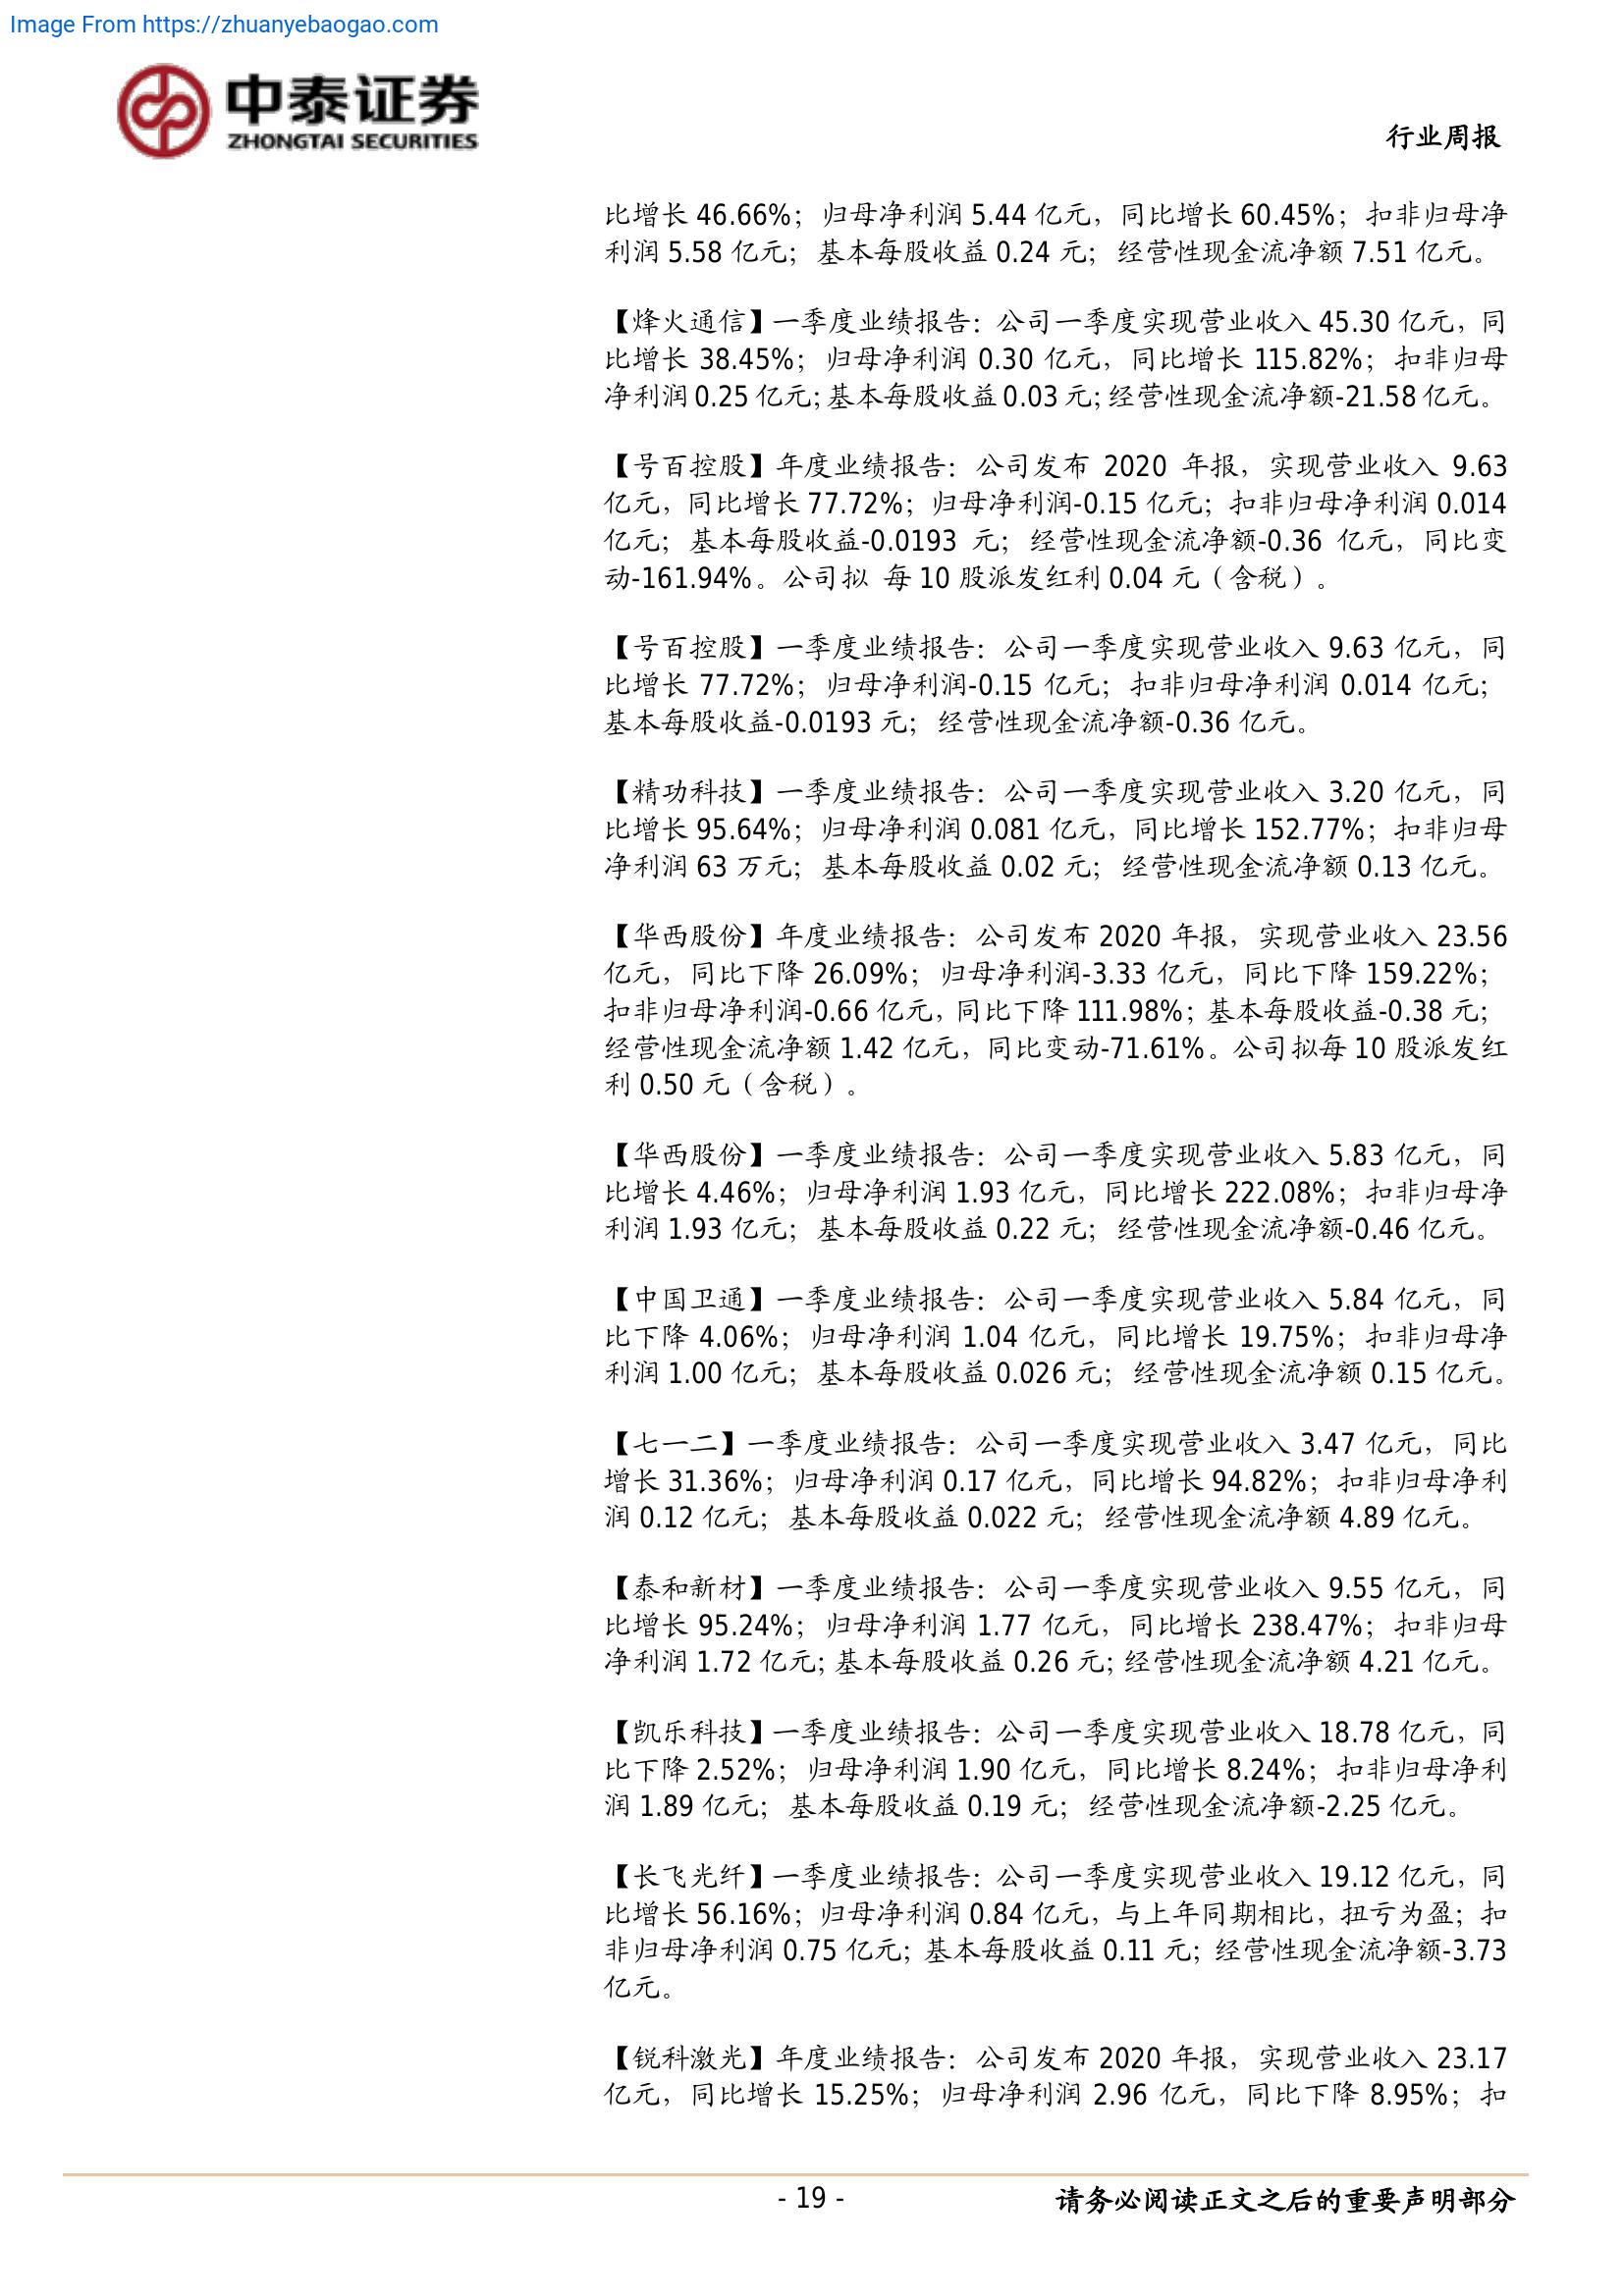 Image From https://zhuanyebaogao.com
中泰证券
ZHONGTAI SECURITIES
行业周报
比增长 46.66%；归母净利润 5.44 亿元，同比增长 60.45%；扣非归母净
利润 5.58 亿元；基本每股收益 0.24 元；经营性现金流净额 7.51 亿元。
【烽火通信】一季度业绩报告：公司一季度实现营业收入 45.30 亿元，同
比增长 38.45%；归母净利润 0.30 亿元，同比增长 115.82%；扣非归母
净利润 0.25 亿元；基本每股收益 0.03 元；经营性现金流净额-21.58 亿元。
【号百控股】年度业绩报告：公司发布 2020 年报，实现营业收入 9.63
亿元，同比增长 77.72%；归母净利润-0.15 亿元；扣非归母净利润 0.014
亿元；基本每股收益-0.0193 元；经营性现金流净额-0.36 亿元，同比变
动-161.94%。公司拟 每 10 股派发红利 0.04 元（含税）。
【号百控股】一季度业绩报告：公司一季度实现营业收入 9.63 亿元，同
比增长 77.72%；归母净利润-0.15 亿元；扣非归母净利润 0.014 亿元；
基本每股收益-0.0193 元；经营性现金流净额-0.36 亿元。
【精功科技】一季度业绩报告：公司一季度实现营业收入 3.20 亿元，同
比增长 95.64%；归母净利润 0.081 亿元，同比增长 152.77%；扣非归母
净利润 63 万元；基本每股收益 0.02 元；经营性现金流净额 0.13 亿元。
【华西股份】年度业绩报告：公司发布 2020 年报，实现营业收入 23.56
亿元，同比下降 26.09%；归母净利润-3.33 亿元，同比下降 159.22%；
扣非归母净利润-0.66 亿元，同比下降 111.98%；基本每股收益-0.38 元；
经营性现金流净额 1.42 亿元，同比变动-71.61%。公司拟每 10 股派发红
利 0.50 元（含税）。
【华西股份】一季度业绩报告：公司一季度实现营业收入 5.83 亿元，同
比增长 4.46%；归母净利润 1.93 亿元，同比增长 222.08%；扣非归母净
利润 1.93 亿元；基本每股收益 0.22 元；经营性现金流净额-0.46 亿元。
【中国卫通】一季度业绩报告：公司一季度实现营业收入 5.84 亿元，同
比下降 4.06%；归母净利润 1.04 亿元，同比增长 19.75%；扣非归母净
利润 1.00 亿元；基本每股收益 0.026 元；经营性现金流净额 0.15 亿元。
【七一二】一季度业绩报告：公司一季度实现营业收入 3.47 亿元，同比
增长 31.36%；归母净利润 0.17 亿元，同比增长 94.82%；扣非归母净利
润 0.12 亿元；基本每股收益 0.022 元；经营性现金流净额 4.89 亿元。
【泰和新材】一季度业绩报告：公司一季度实现营业收入 9.55 亿元，同
比增长 95.24%；归母净利润 1.77 亿元，同比增长 238.47%；扣非归母
净利润 1.72 亿元；基本每股收益 0.26 元；经营性现金流净额 4.21 亿元。
【凯乐科技】一季度业绩报告：公司一季度实现营业收入 18.78 亿元，同
比下降 2.52%；归母净利润 1.90 亿元，同比增长 8.24%；扣非归母净利
润 1.89 亿元；基本每股收益 0.19 元；经营性现金流净额-2.25 亿元。
【长飞光纤】一季度业绩报告：公司一季度实现营业收入 19.12 亿元，同
比增长 56.16%；归母净利润 0.84 亿元，与上年同期相比，扭亏为盈；扣
非归母净利润 0.75 亿元；基本每股收益 0.11 元；经营性现金流净额-3.73
亿元。
【锐科激光】年度业绩报告：公司发布 2020 年报，实现营业收入 23.17
亿元，同比增长 15.25%；归母净利润 2.96 亿元，同比下降 8.95%；扣
- 19 -
请务必阅读正文之后的重要声明部分